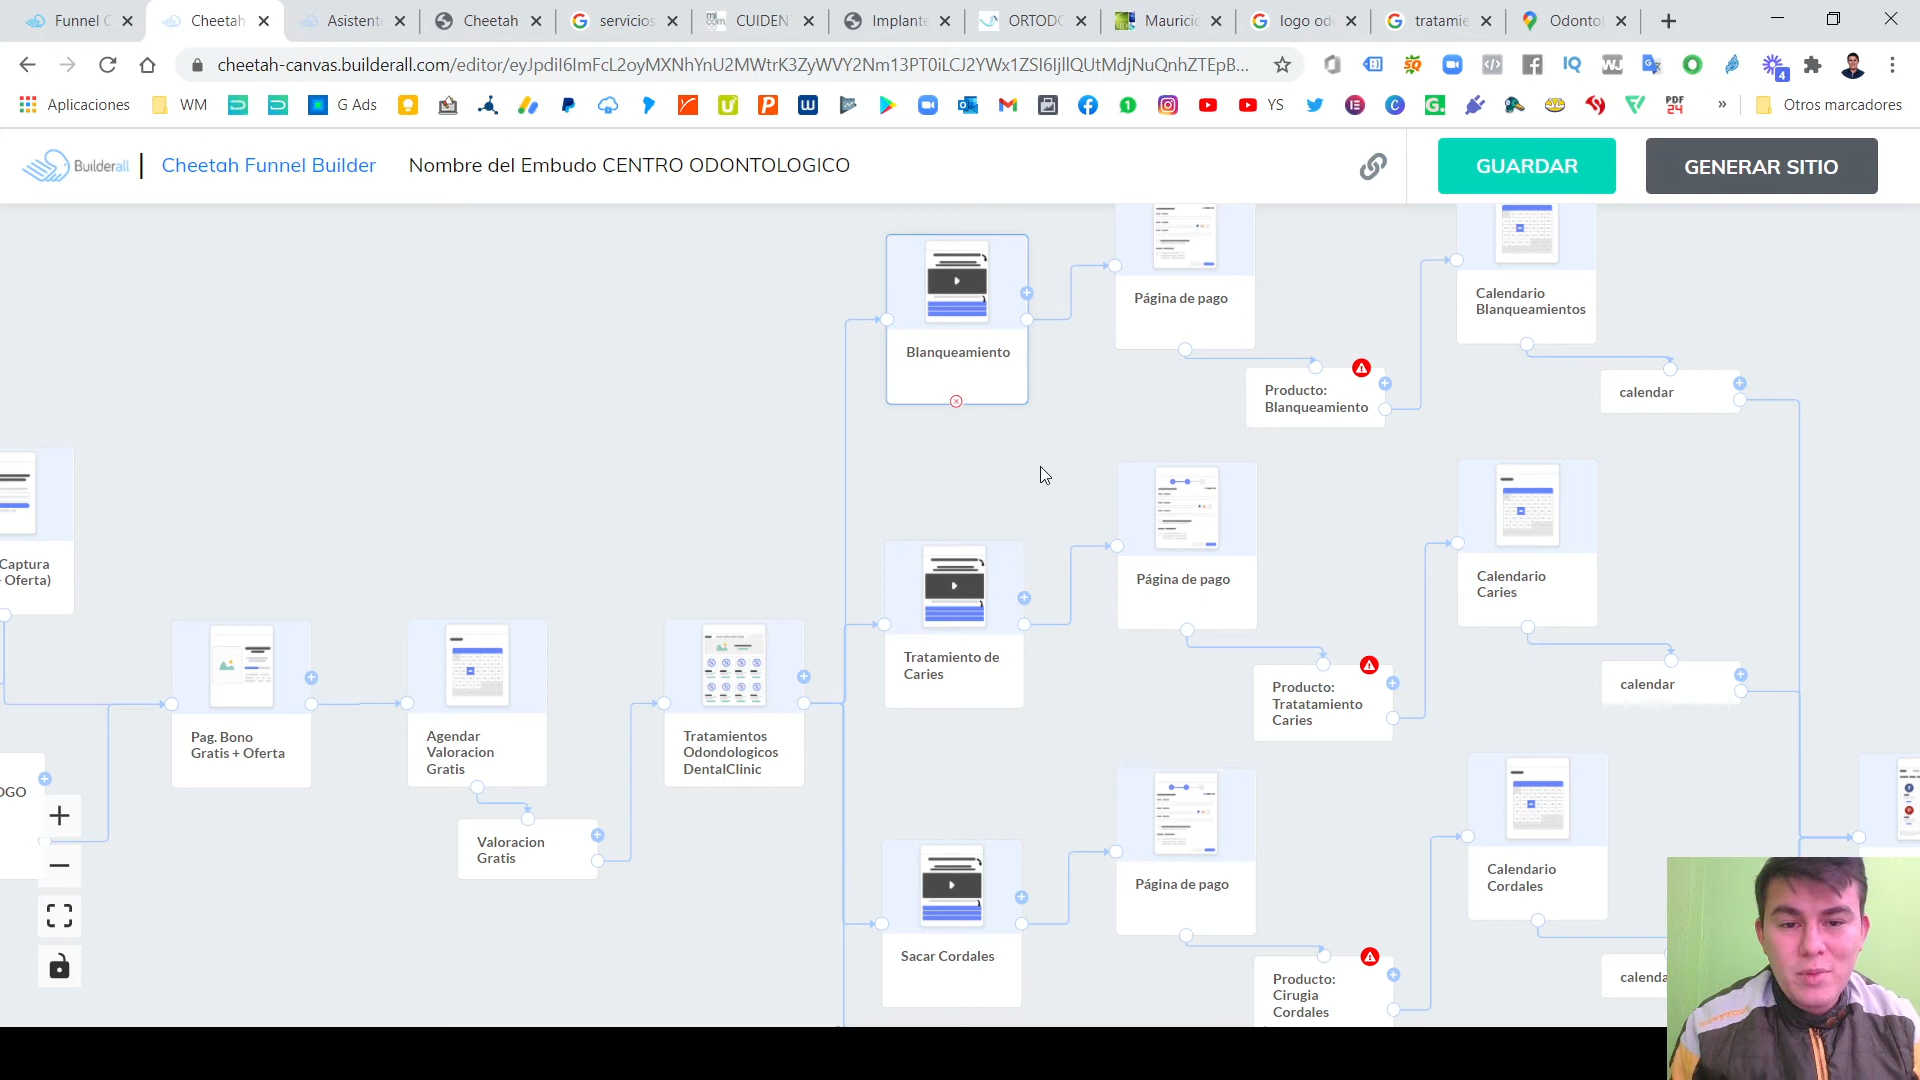 Funnel C
Cheetah
Asistent
Cheetah
servicios
CUIDEN
Implante
ORTODO
Mauricio
logo od
tratamie
Odontol
cheetah-canvas.builderall.com/editor/eyJpdiI6ImFcL2oyMXNhYnU2MWtrK3ZyWVY2Nm13PT0iLCJ2YWx1ZSI6IjllQUtMdjNuQnhZTEpB...
Aplicaciones
WM
G Ads
YS
Otros marcadores
Builderall
Cheetah Funnel Builder
Nombre del Embudo CENTRO ODONTOLOGICO
GUARDAR
GENERAR SITIO
Blanqueamiento
Página de pago
Producto:
Blanqueamiento
Calendario
Blanqueamientos
calendar
Captura
Oferta)
OGO
Pag. Bono
Gratis + Oferta
Agendar
Valoracion
Gratis
Valoracion
Gratis
Tratamientos
Odondologicos
DentalClinic
Tratamiento de
Caries
Página de pago
Producto:
Tratatamiento
Caries
Calendario
Caries
calendar
Sacar Cordales
Página de pago
Producto:
Cirugia
Cordales
Calendario
Cordales
calenda